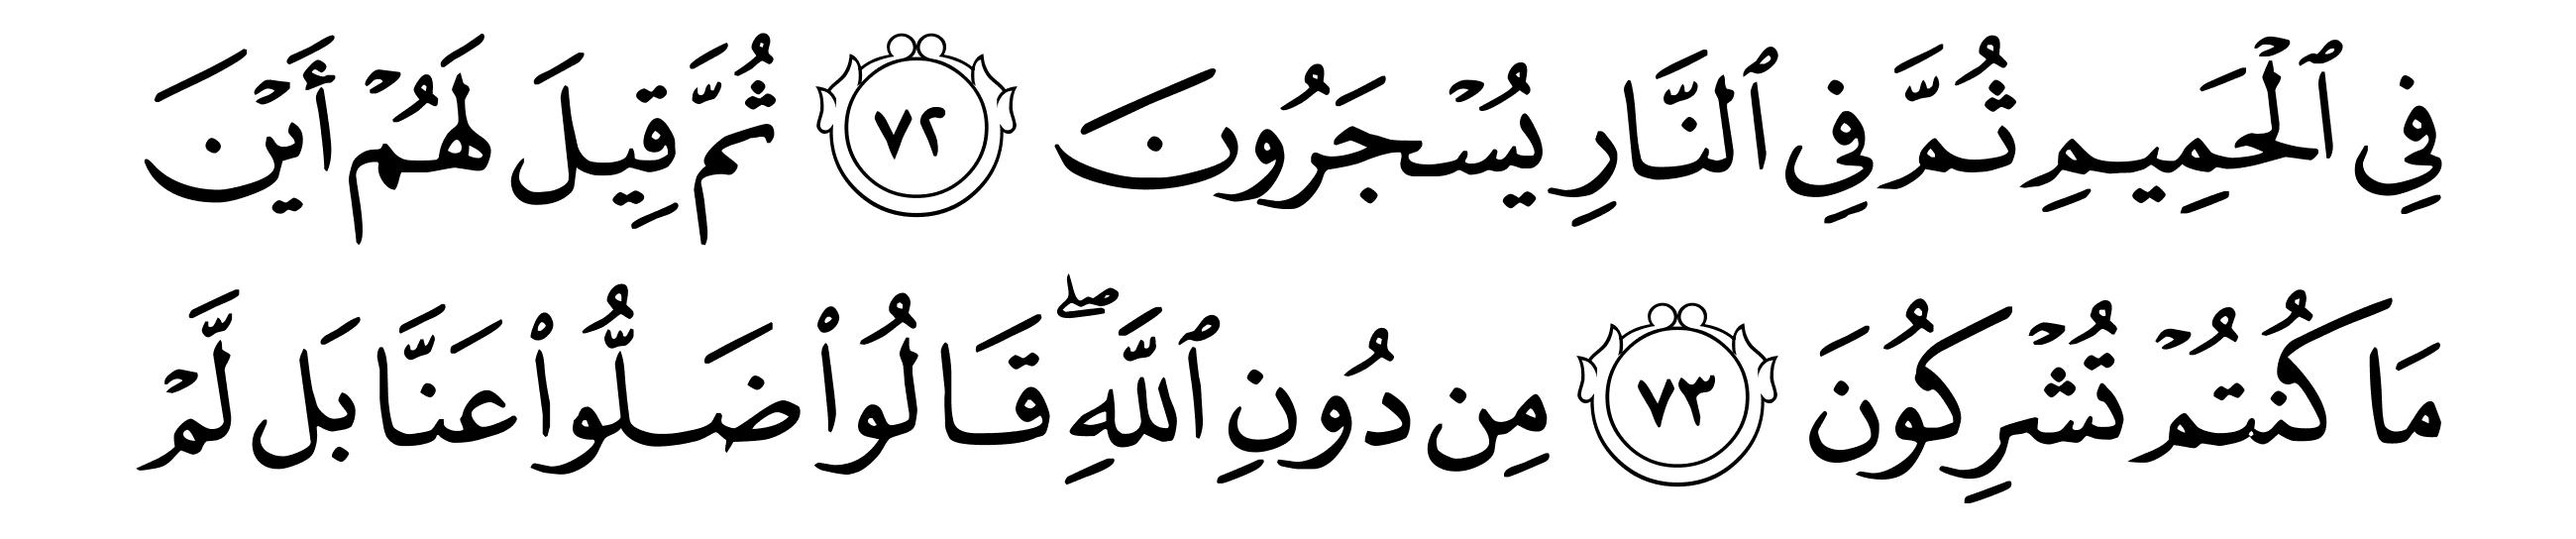 فِى ٱلْحَمِيمِ ثُمَّ فِى ٱلنَّارِ يُسْجَرُونَ ٧٢ ثُمَّ قِيلَ لَهُمْ أَيْنَ
مَا كُنتُمْ تُشْرِكُونَ ٧٣ مِن دُونِ ٱللَّهِ ۖ قَالُوا۟ ضَلُّوا۟ عَنَّا بَل لَّمْ